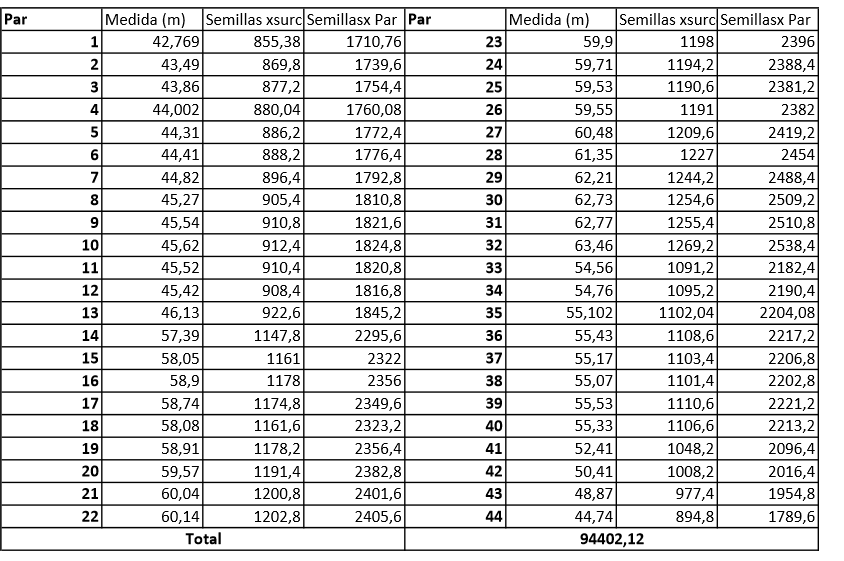 Par Medida (m) Semillas xsurc Semillasx Par Par Medida (m) Semillas xsurc Semillasx Par
1 42,769 855,38 1710,76 23 59,9 1198 2396
2 43,49 869,8 1739,6 24 59,71 1194,2 2388,4
3 43,86 877,2 1754,4 25 59,53 1190,6 2381,2
4 44,002 880,04 1760,08 26 59,55 1191 2382
5 44,31 886,2 1772,4 27 60,48 1209,6 2419,2
6 44,41 888,2 1776,4 28 61,35 1227 2454
7 44,82 896,4 1792,8 29 62,21 1244,2 2488,4
8 45,27 905,4 1810,8 30 62,73 1254,6 2509,2
9 45,54 910,8 1821,6 31 62,77 1255,4 2510,8
10 45,62 912,4 1824,8 32 63,46 1269,2 2538,4
11 45,52 910,4 1820,8 33 54,56 1091,2 2182,4
12 45,42 908,4 1816,8 34 54,76 1095,2 2190,4
13 46,13 922,6 1845,2 35 55,102 1102,04 2204,08
14 57,39 1147,8 2295,6 36 55,43 1108,6 2217,2
15 58,05 1161 2322 37 55,17 1103,4 2206,8
16 58,9 1178 2356 38 55,07 1101,4 2202,8
17 58,74 1174,8 2349,6 39 55,53 1110,6 2221,2
18 58,08 1161,6 2323,2 40 55,33 1106,6 2213,2
19 58,91 1178,2 2356,4 41 52,41 1048,2 2096,4
20 59,57 1191,4 2382,8 42 50,41 1008,2 2016,4
21 60,04 1200,8 2401,6 43 48,87 977,4 1954,8
22 60,14 1202,8 2405,6 44 44,74 894,8 1789,6
Total 94402,12